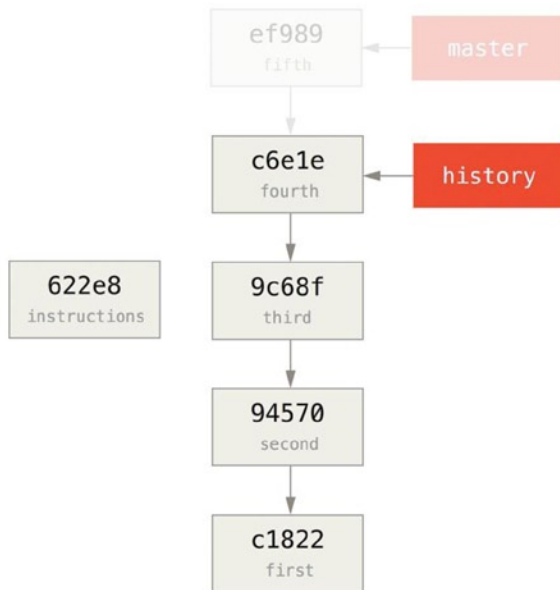 ef989
fifth
master
c6e1e
fourth
history
622e8
instructions
9c68f
third
94570
second
c1822
first